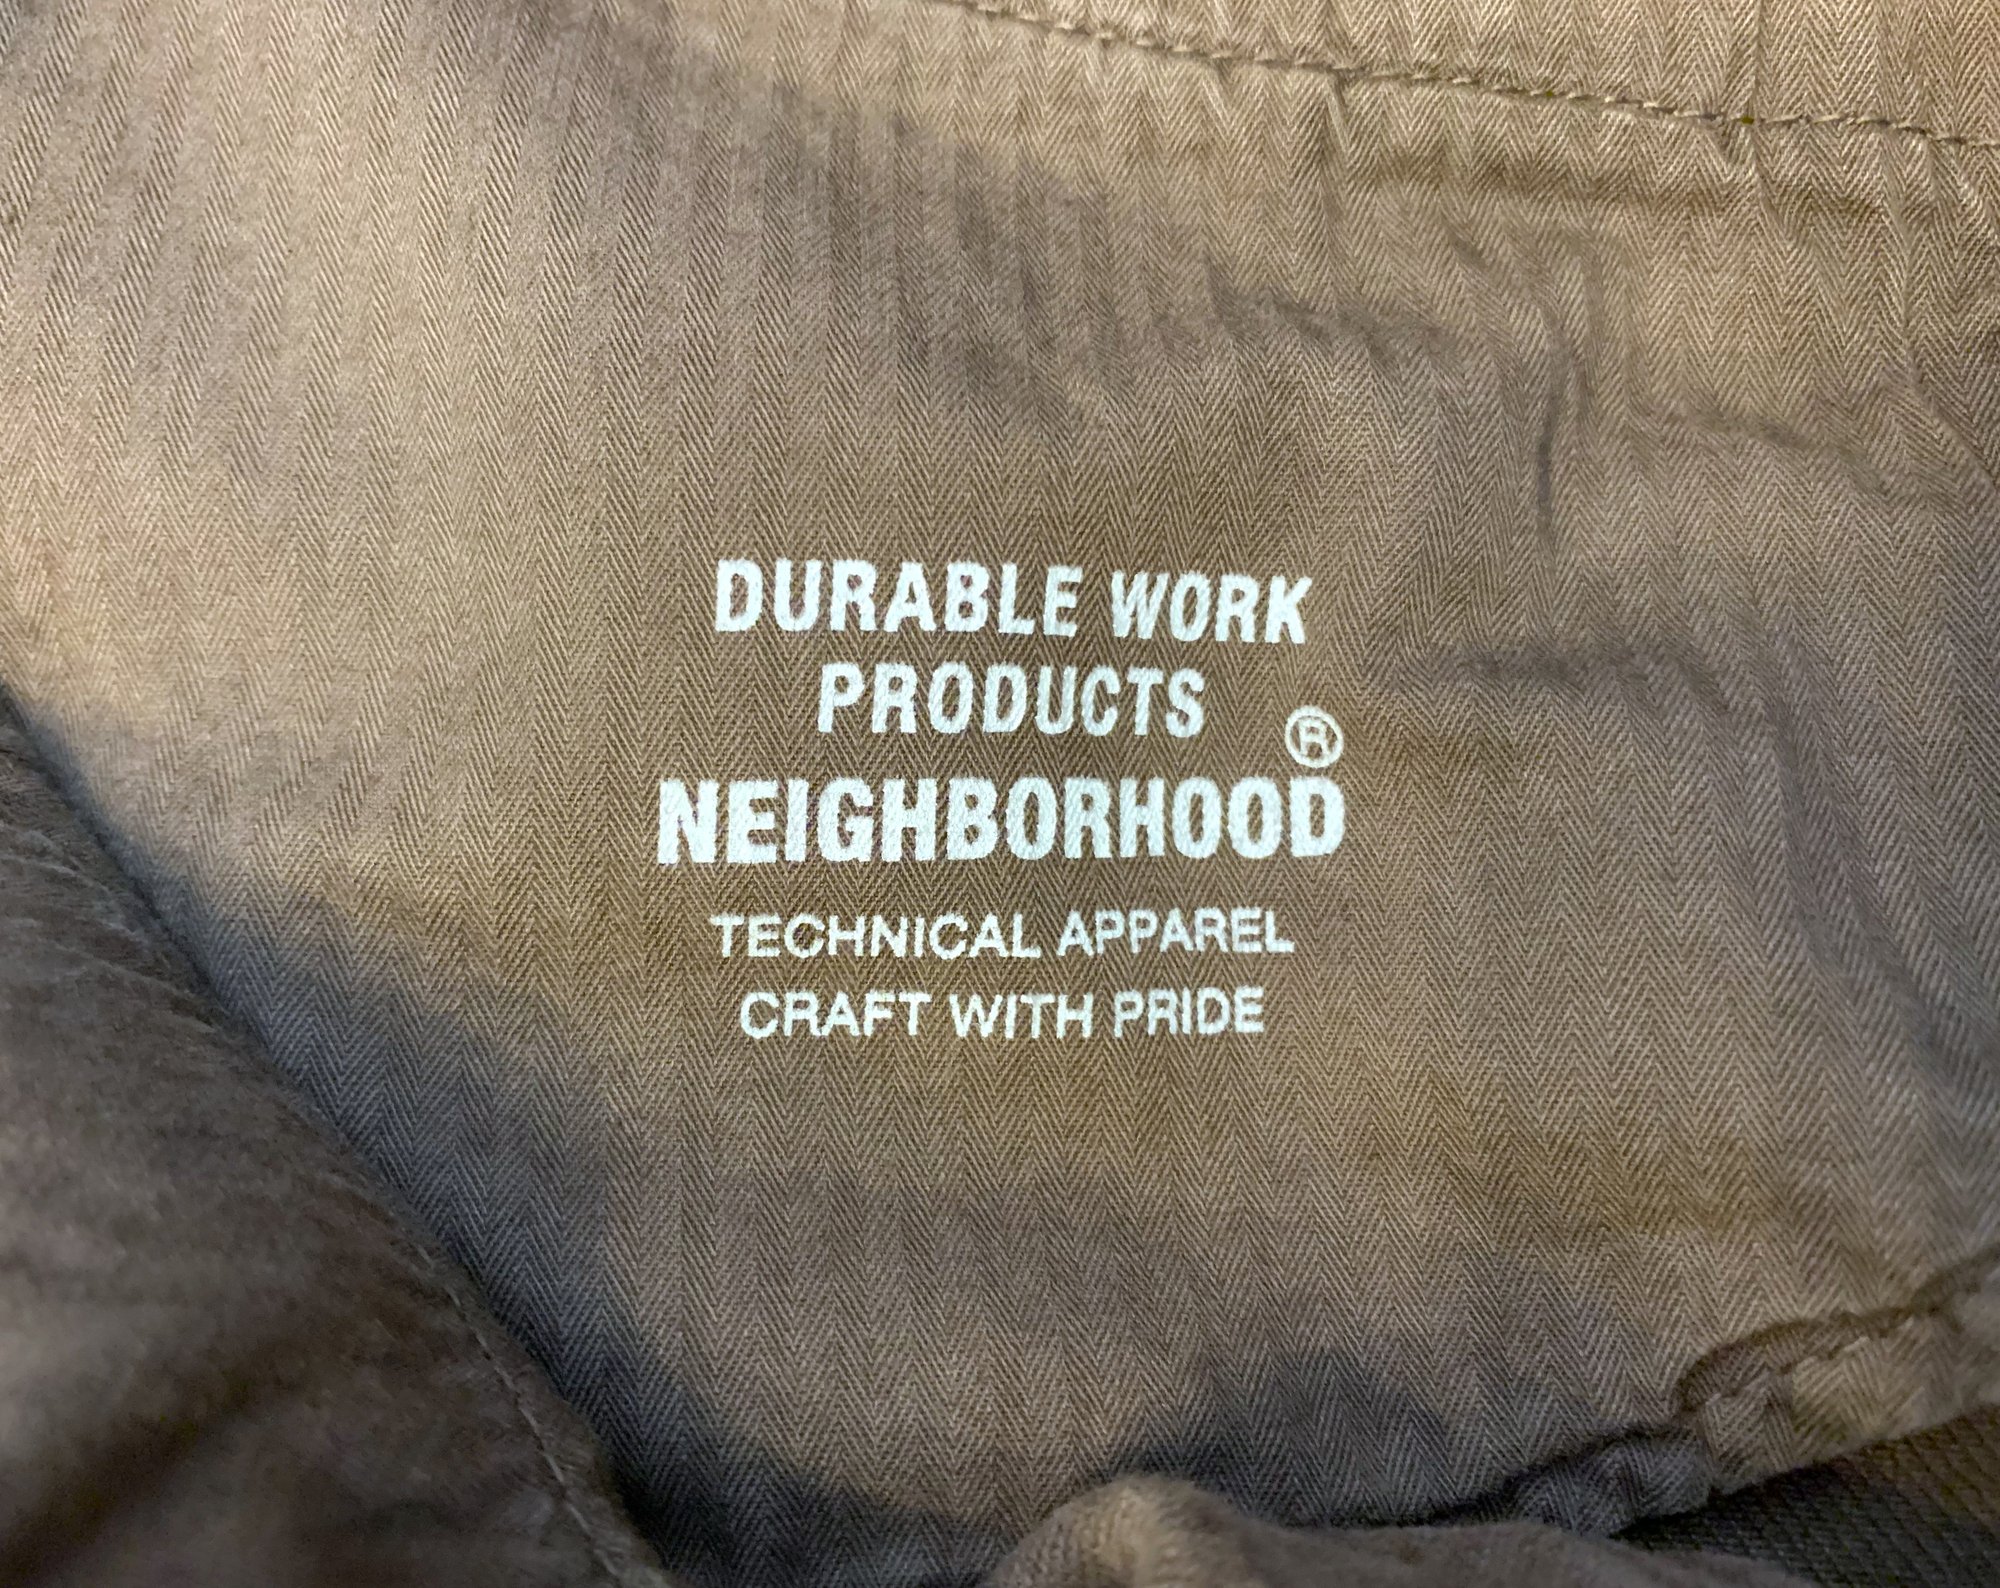 DURABLE WORK
PRODUCTS
NEIGHBORHOOD®
TECHNICAL APPAREL
CRAFT WITH PRIDE